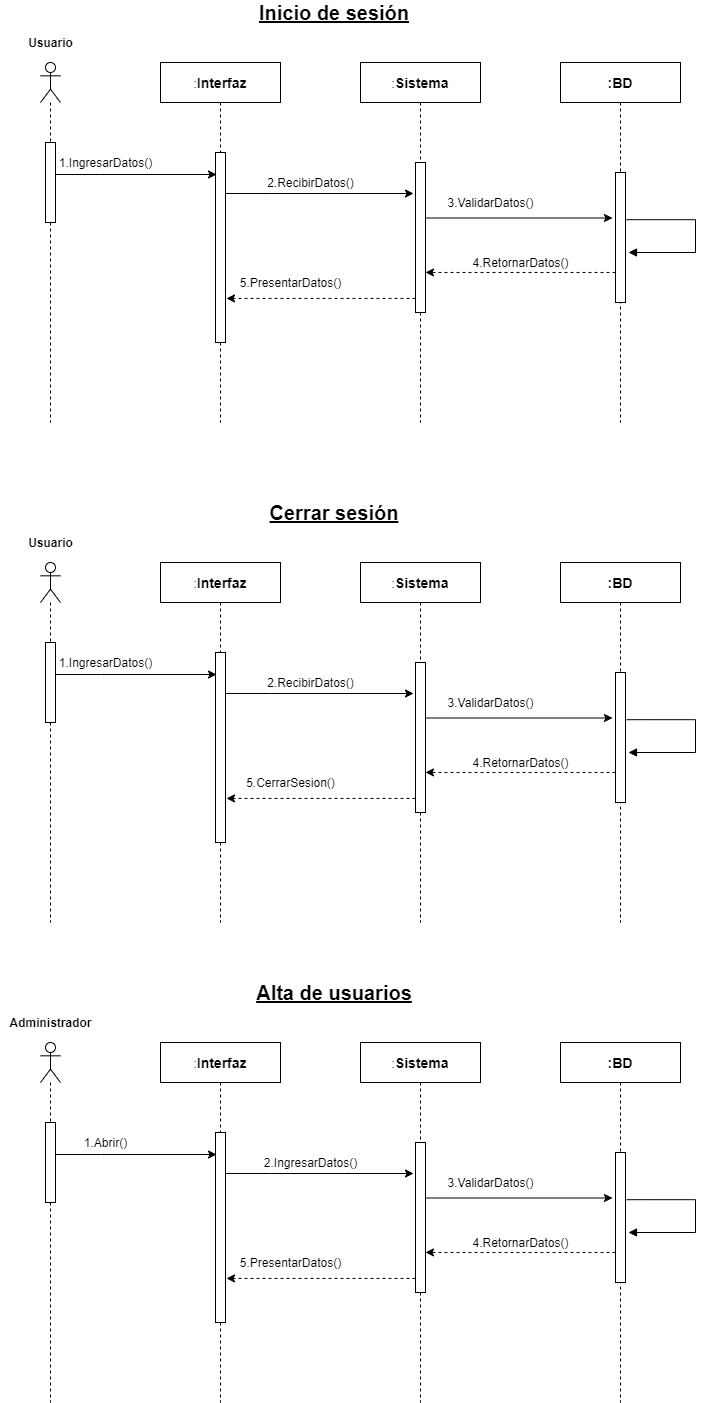 Inicio de sesión
Usuario
:Interfaz
:Sistema
:BD
1.IngresarDatos()
2.RecibirDatos()
3.ValidarDatos()
4.RetornarDatos()
5.PresentarDatos()
Cerrar sesión
Usuario
:Interfaz
:Sistema
:BD
1.IngresarDatos()
2.RecibirDatos()
3.ValidarDatos()
4.RetornarDatos()
5.CerrarSesion()
Alta de usuarios
Administrador
:Interfaz
:Sistema
:BD
1.Abrir()
2.IngresarDatos()
3.ValidarDatos()
4.RetornarDatos()
5.PresentarDatos()